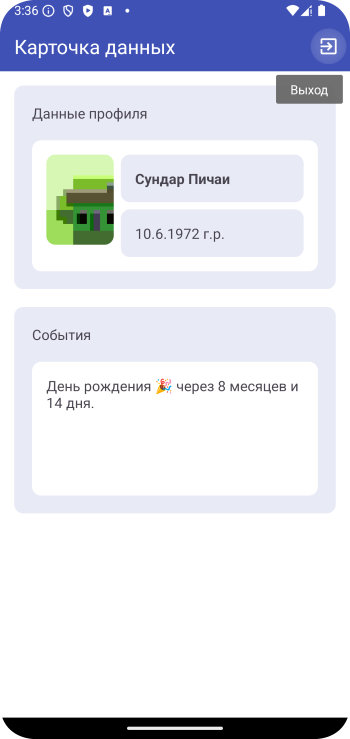 3:36
Карточка данных
Выход
Данные профиля
Сундар Пичаи
10.6.1972 г.р.
События
День рождения 🎉 через 8 месяцев и
14 дня.